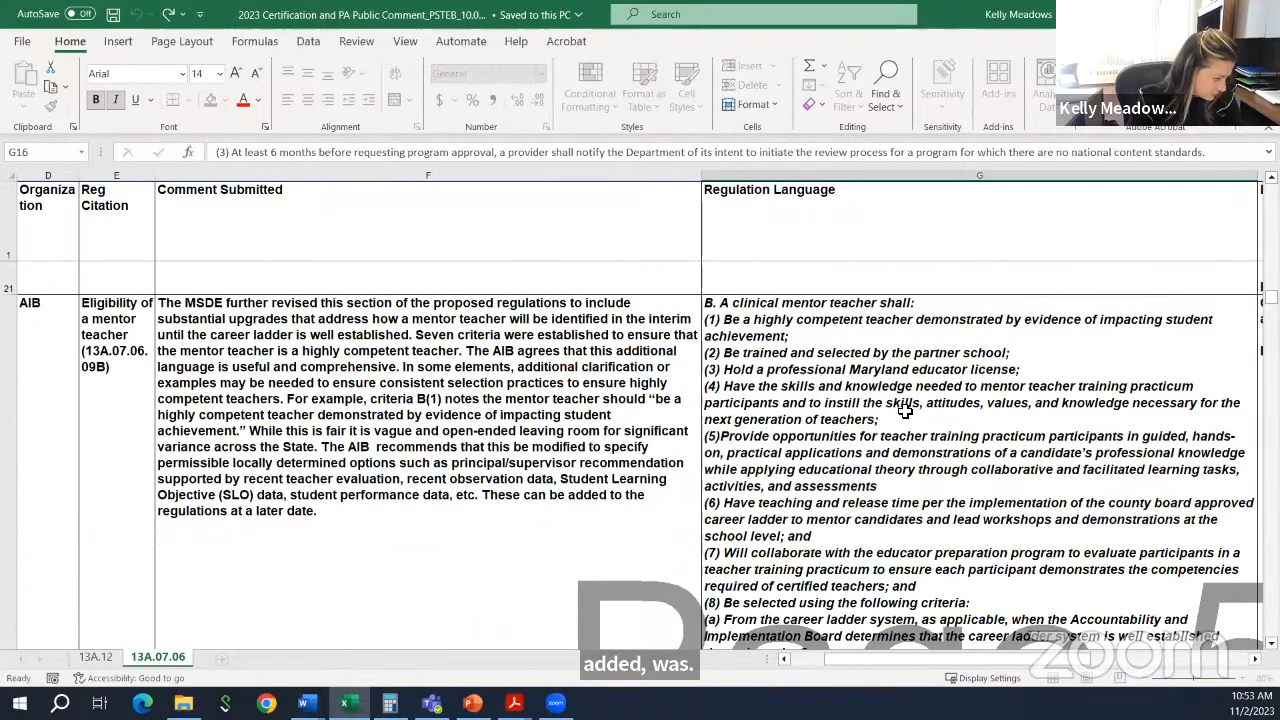 AutoSave Off 2023 Certification and PA Public Comment_PSTEB_10.0... • Saved to this PC Search Kelly Meadows
File Home Insert Page Layout Formulas Data Review View Automate Help Acrobat
Paste Arial 14 General Conditional Formatting Format as Table Cell Styles Insert Delete Format Sort & Filter Find & Select Sensitivity Add-ins
Kelly Meadow...
Clipboard Font Alignment Number Styles Cells Editing Sensitivity Add-ins Adobe Acrobat
G16 fx (3) At least 6 months before requesting program approval, a provider shall notify the Department of its intent to initiate the review process for a program for which there are no national content standards.
D E F G
Organiza
tion
Reg
Citation
Comment Submitted
Regulation Language
1
21
AIB
Eligibility of
a mentor
teacher
(13A.07.06.
09B)
The MSDE further revised this section of the proposed regulations to include
substantial upgrades that address how a mentor teacher will be identified in the interim
until the career ladder is well established. Seven criteria were established to ensure that
the mentor teacher is a highly competent teacher. The AIB agrees that this additional
language is useful and comprehensive. In some elements, additional clarification or
examples may be needed to ensure consistent selection practices to ensure highly
competent teachers. For example, criteria B(1) notes the mentor teacher should “be a
highly competent teacher demonstrated by evidence of impacting student
achievement.” While this is fair it is vague and open-ended leaving room for significant
variance across the State. The AIB recommends that this be modified to specify
permissible locally determined options such as principal/supervisor recommendation
supported by recent teacher evaluation, recent observation data, Student Learning
Objective (SLO) data, student performance data, etc. These can be added to the
regulations at a later date.
B. A clinical mentor teacher shall:
(1) Be a highly competent teacher demonstrated by evidence of impacting student
achievement;
(2) Be trained and selected by the partner school;
(3) Hold a professional Maryland educator license;
(4) Have the skills and knowledge needed to mentor teacher training practicum
participants and to instill the skills, attitudes, values, and knowledge necessary for the
next generation of teachers;
(5)Provide opportunities for teacher training practicum participants in guided, hands-
on, practical applications and demonstrations of a candidate’s professional knowledge
while applying educational theory through collaborative and facilitated learning tasks,
activities, and assessments
(6) Have teaching and release time per the implementation of the county board approved
career ladder to mentor candidates and lead workshops and demonstrations at the
school level; and
(7) Will collaborate with the educator preparation program to evaluate participants in a
teacher training practicum to ensure each participant demonstrates the competencies
required of certified teachers; and
(8) Be selected using the following criteria:
(a) From the career ladder system, as applicable, when the Accountability and
Implementation Board determines that the career ladder system is well established
zoom
13A.12 13A.07.06
added, was.
Ready Accessibility: Good to go Display Settings 80%
10:53 AM
11/2/2023